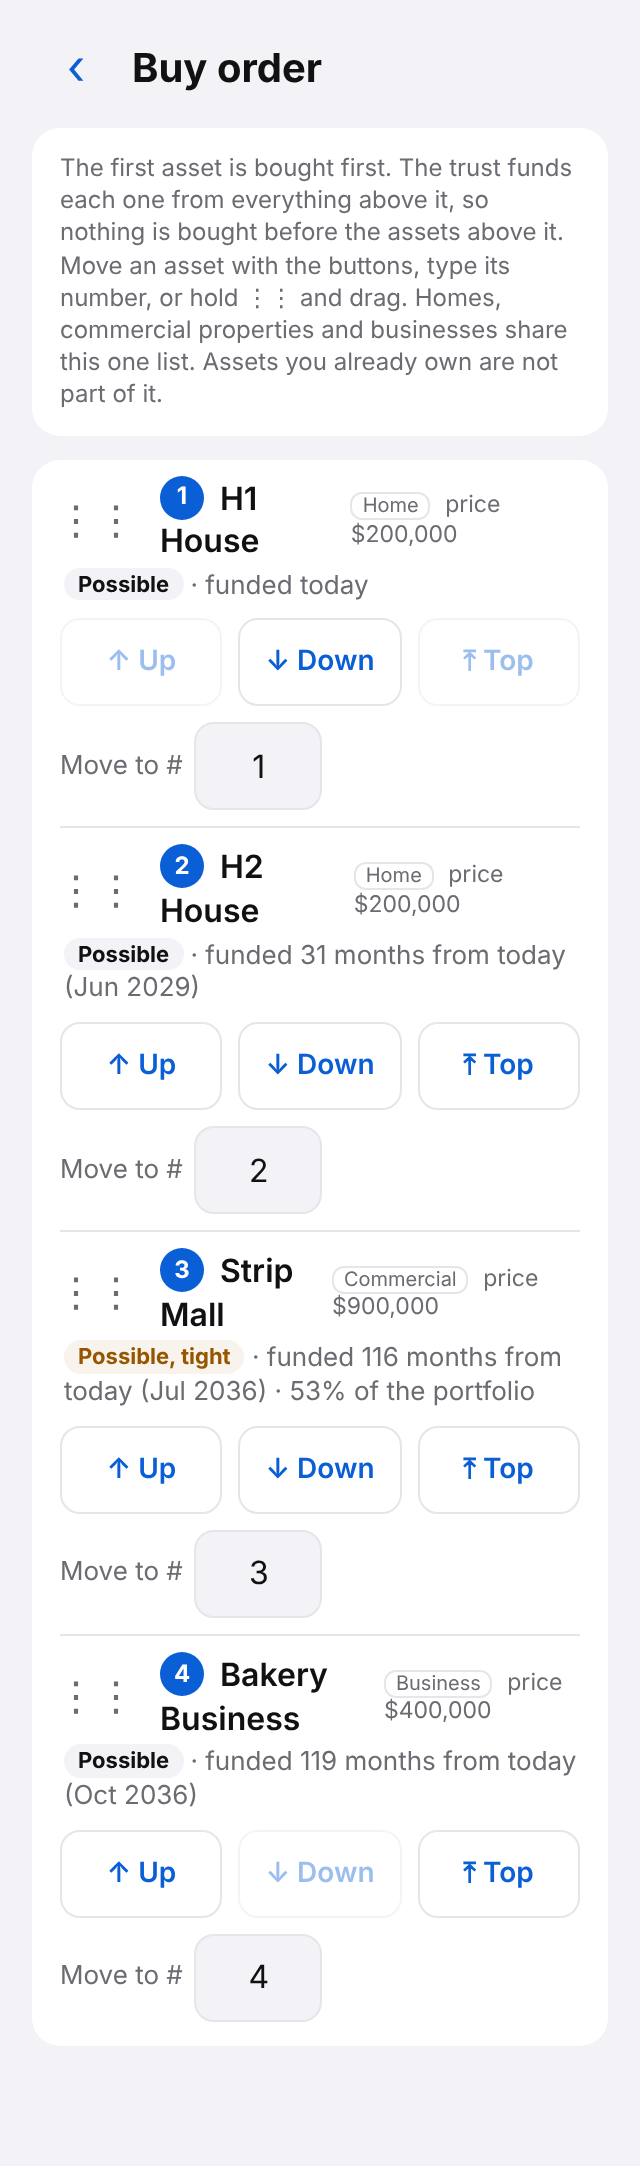 ‹ Buy order
The first asset is bought first. The trust funds
each one from everything above it, so
nothing is bought before the assets above it.
Move an asset with the buttons, type its
number, or hold ⋮⋮ and drag. Homes,
commercial properties and businesses share
this one list. Assets you already own are not
part of it.
⋮⋮ 1 H1 House Home price $200,000
Possible · funded today
↑ Up ↓ Down ⤒ Top
Move to # 1
⋮⋮ 2 H2 House Home price $200,000
Possible · funded 31 months from today
(Jun 2029)
↑ Up ↓ Down ⤒ Top
Move to # 2
⋮⋮ 3 Strip Mall Commercial price $900,000
Possible, tight · funded 116 months from
today (Jul 2036) · 53% of the portfolio
↑ Up ↓ Down ⤒ Top
Move to # 3
⋮⋮ 4 Bakery Business Business price $400,000
Possible · funded 119 months from today
(Oct 2036)
↑ Up ↓ Down ⤒ Top
Move to # 4